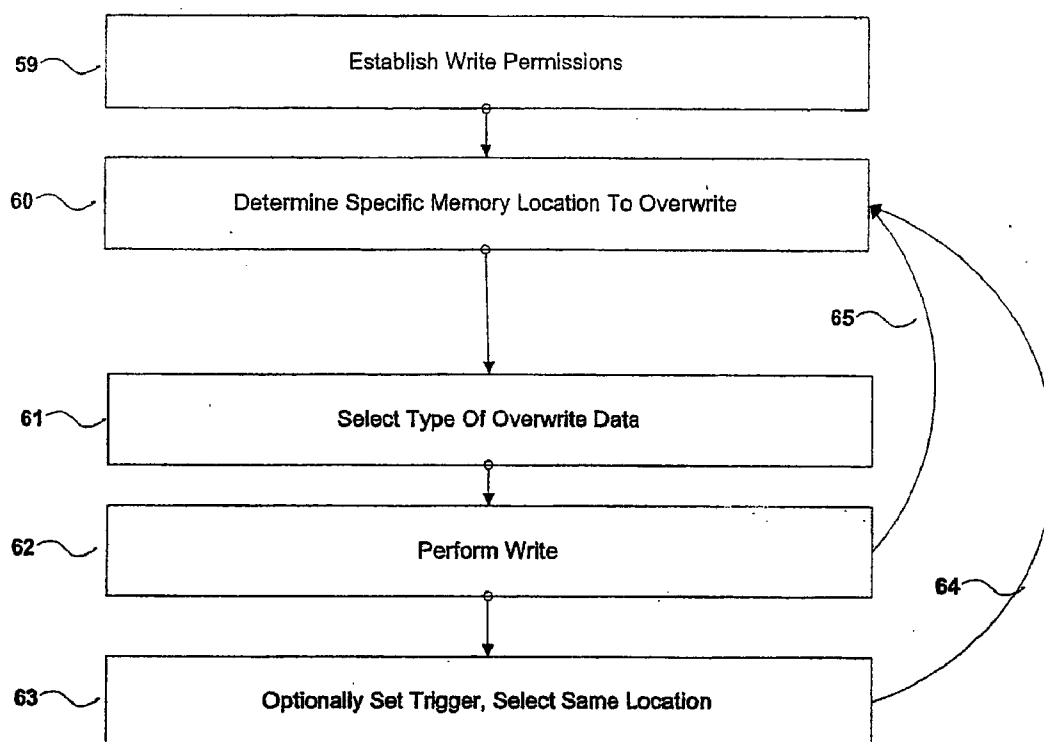 59 Establish Write Permissions
60 Determine Specific Memory Location To Overwrite
65
61 Select Type Of Overwrite Data
62 Perform Write
64
63 Optionally Set Trigger, Select Same Location